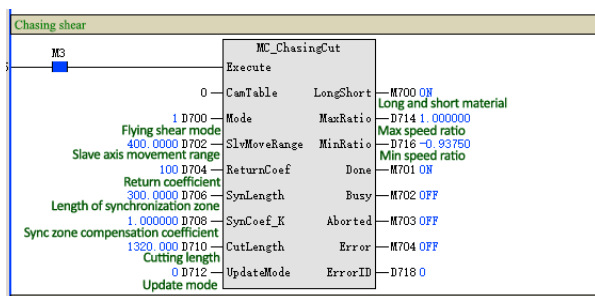 Chasing shear
M3
MC_ChasingCut
Execute
0 CamTable LongShort M700 ON
Long and short material
1 D700 Mode MaxRatio D714 1.000000
Flying shear mode Max speed ratio
400.0000 D702 SlvMoveRange MinRatio D716 -0.93750
Slave axis movement range Min speed ratio
100 D704 ReturnCoef Done M701 ON
Return coefficient
300.0000 D706 SynLength Busy M702 OFF
Length of synchronization zone
1.000000 D708 SynCoef_K Aborted M703 OFF
Sync zone compensation coefficient
1320.000 D710 CutLength Error M704 OFF
Cutting length
0 D712 UpdateMode ErrorID D718 0
Update mode